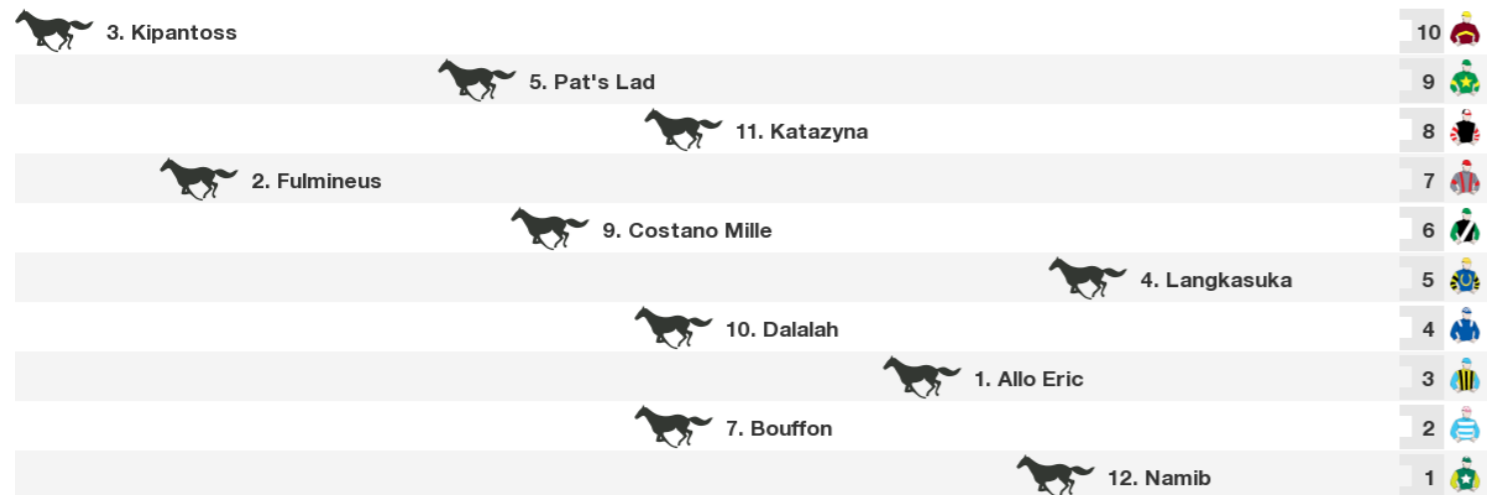 3. Kipantoss 10
5. Pat's Lad 9
11. Katazyna 8
2. Fulmineus 7
9. Costano Mille 6
4. Langkasuka 5
10. Dalalah 4
1. Allo Eric 3
7. Bouffon 2
12. Namib 1